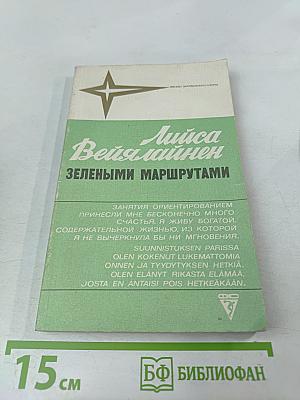 Лийса
Вейялайнен
ЗЕЛЕНЫМИ МАРШРУТАМИ
ЗАНЯТИЯ ОРИЕНТИРОВАНИЕМ
ПРИНЕСЛИ МНЕ БЕСКОНЕЧНО МНОГО
СЧАСТЬЯ. Я ЖИВУ БОГАТОЙ,
СОДЕРЖАТЕЛЬНОЙ ЖИЗНЬЮ, ИЗ КОТОРОЙ
Я НЕ ВЫЧЕРКНУЛА БЫ НИ МГНОВЕНИЯ.
SUUNNISTUKSEN PARISSA
OLEN KOKENUT LUKEMATTOMIA
ONNEN JA TYYDYTYKSEN HETKIÄ.
OLEN ELÄNYT RIKASTA ELÄMÄÄ,
JOSTA EN ANTAISI POIS HETKEÄKÄÄN.
15 см
БФ БИБЛИОФАН